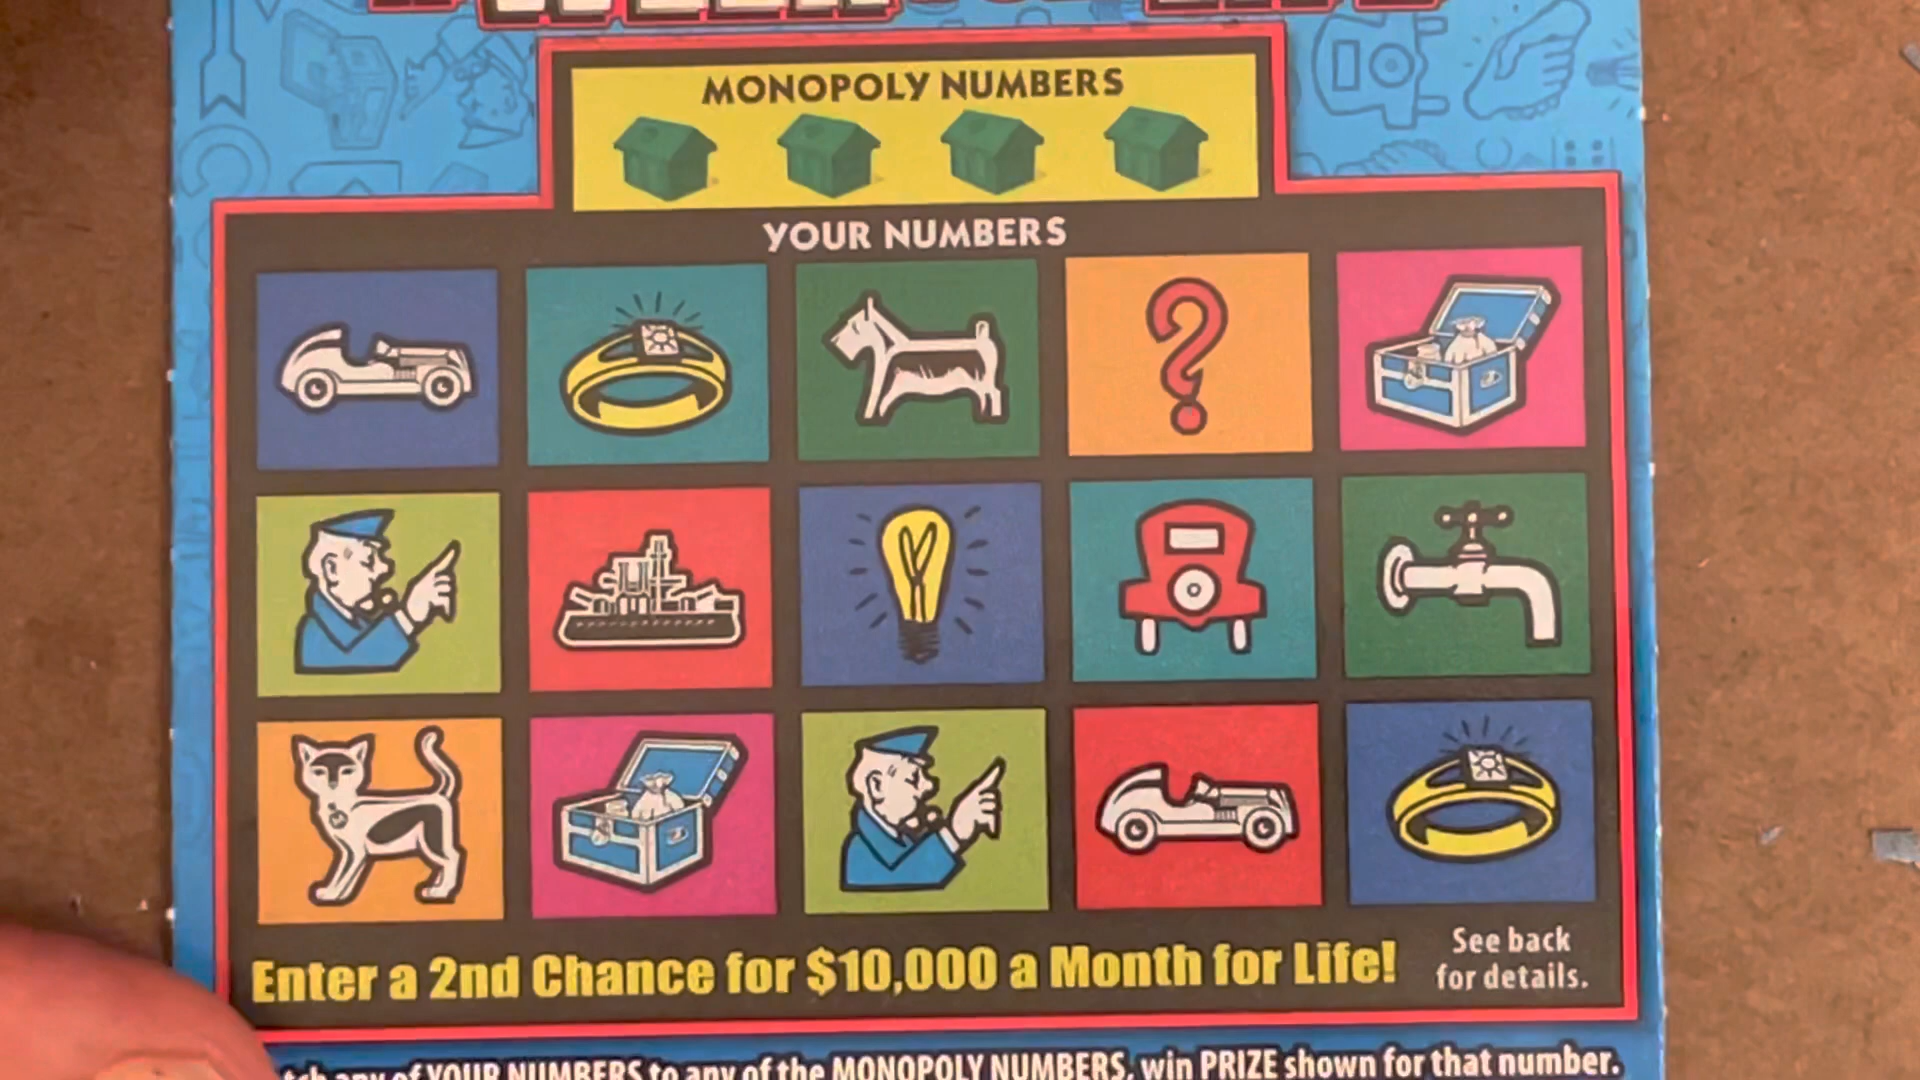 MONOPOLY NUMBERS
YOUR NUMBERS
Enter a 2nd Chance for $10,000 a Month for Life!
See back
for details.
any of YOUR NUMBERS to any of the MONOPOLY NUMBERS, win PRIZE shown for that number.